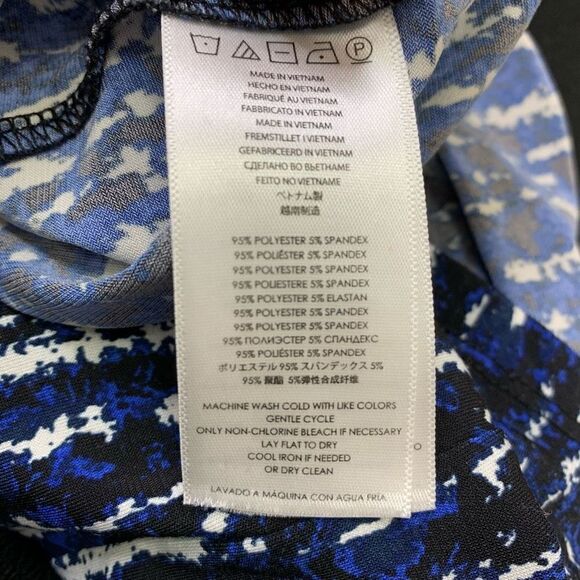 P
MADE IN VIETNAM
HECHO EN VIETNAM
FABRIQUÉ AU VIETNAM
FABBRICATO IN VIETNAM
MADE IN VIETNAM
FREMSTILLET I VIETNAM
GEFABRICEERD IN VIETNAM
СДЕЛАНО ВО ВЬЕТНАМЕ
FEITO NO VIETNAME
ベトナム製
越南制造
95% POLYESTER 5% SPANDEX
95% POLIÉSTER 5% SPANDEX
95% POLYESTER 5% SPANDEX
95% POLIESTERE 5% SPANDEX
95% POLYESTER 5% ELASTAN
95% POLYESTER 5% SPANDEX
95% POLYESTER 5% SPANDEX
95% ПОЛИЭСТЕР 5% СПАНДЕКС
95% POLIÉSTER 5% SPANDEX
ポリエステル 95% スパンデックス 5%
95% 聚酯 5%弹性合成纤维
MACHINE WASH COLD WITH LIKE COLORS
GENTLE CYCLE
ONLY NON-CHLORINE BLEACH IF NECESSARY
LAY FLAT TO DRY
COOL IRON IF NEEDED
OR DRY CLEAN
LAVADO A MÁQUINA CON AGUA FRÍA
O